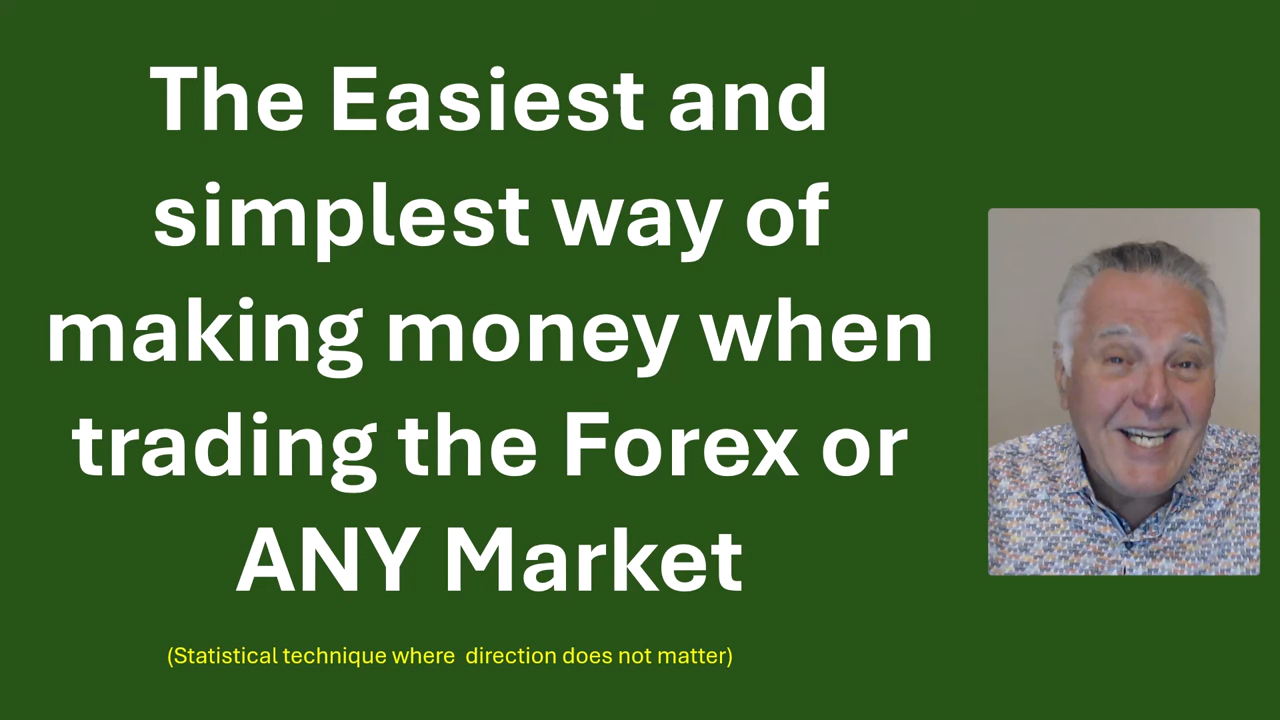 The Easiest and
simplest way of
making money when
trading the Forex or
ANY Market
(Statistical technique where  direction does not matter)